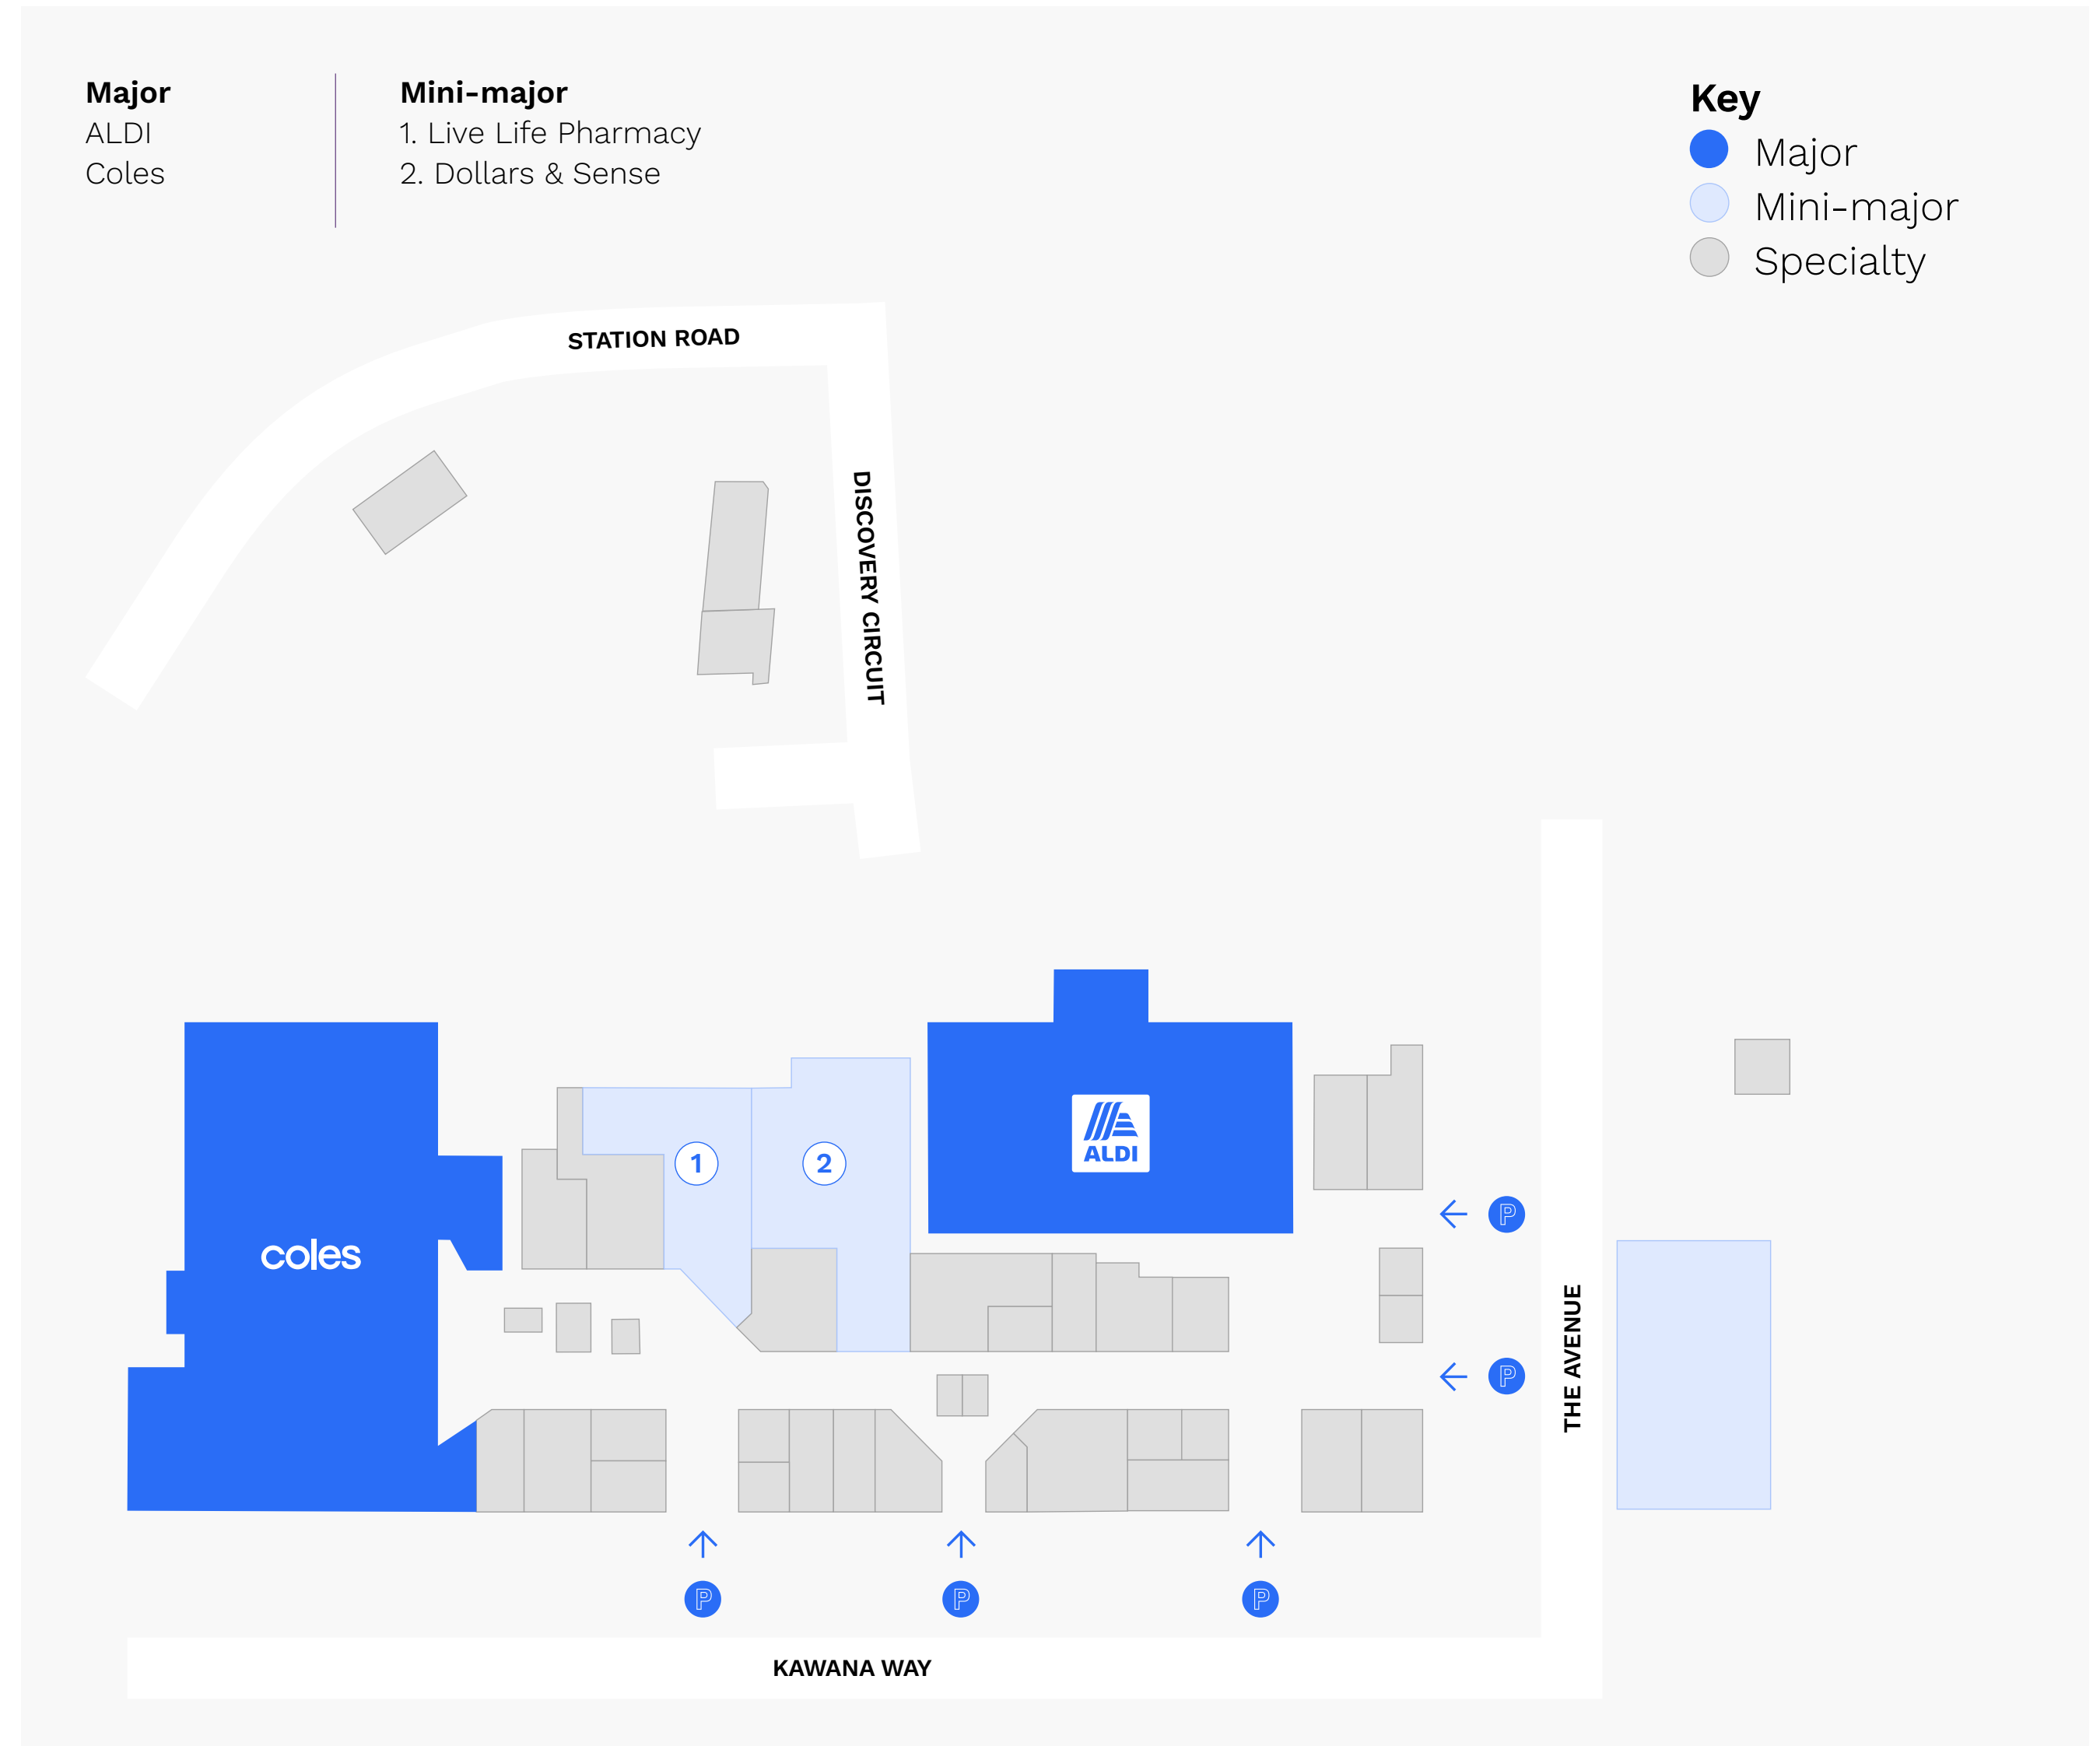 Major
ALDI
Coles
Mini-major
1. Live Life Pharmacy
2. Dollars & Sense
Key
Major
Mini-major
Specialty
STATION ROAD
DISCOVERY CIRCUIT
coles
1
2
ALDI
P
P
THE AVENUE
P
P
P
KAWANA WAY